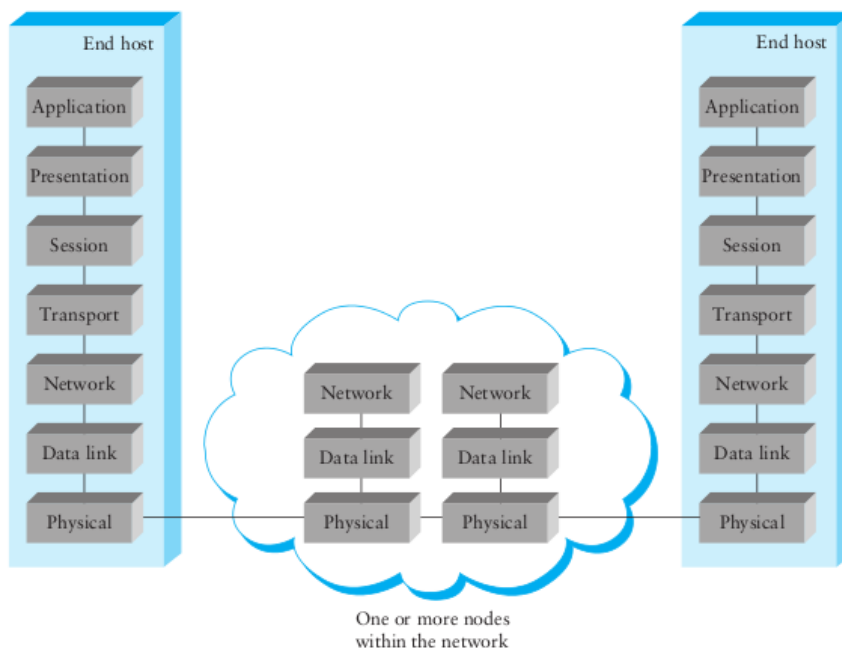 End host
Application
Presentation
Session
Transport
Network
Data link
Physical
Network
Data link
Physical
Network
Data link
Physical
End host
Application
Presentation
Session
Transport
Network
Data link
Physical
One or more nodes
within the network